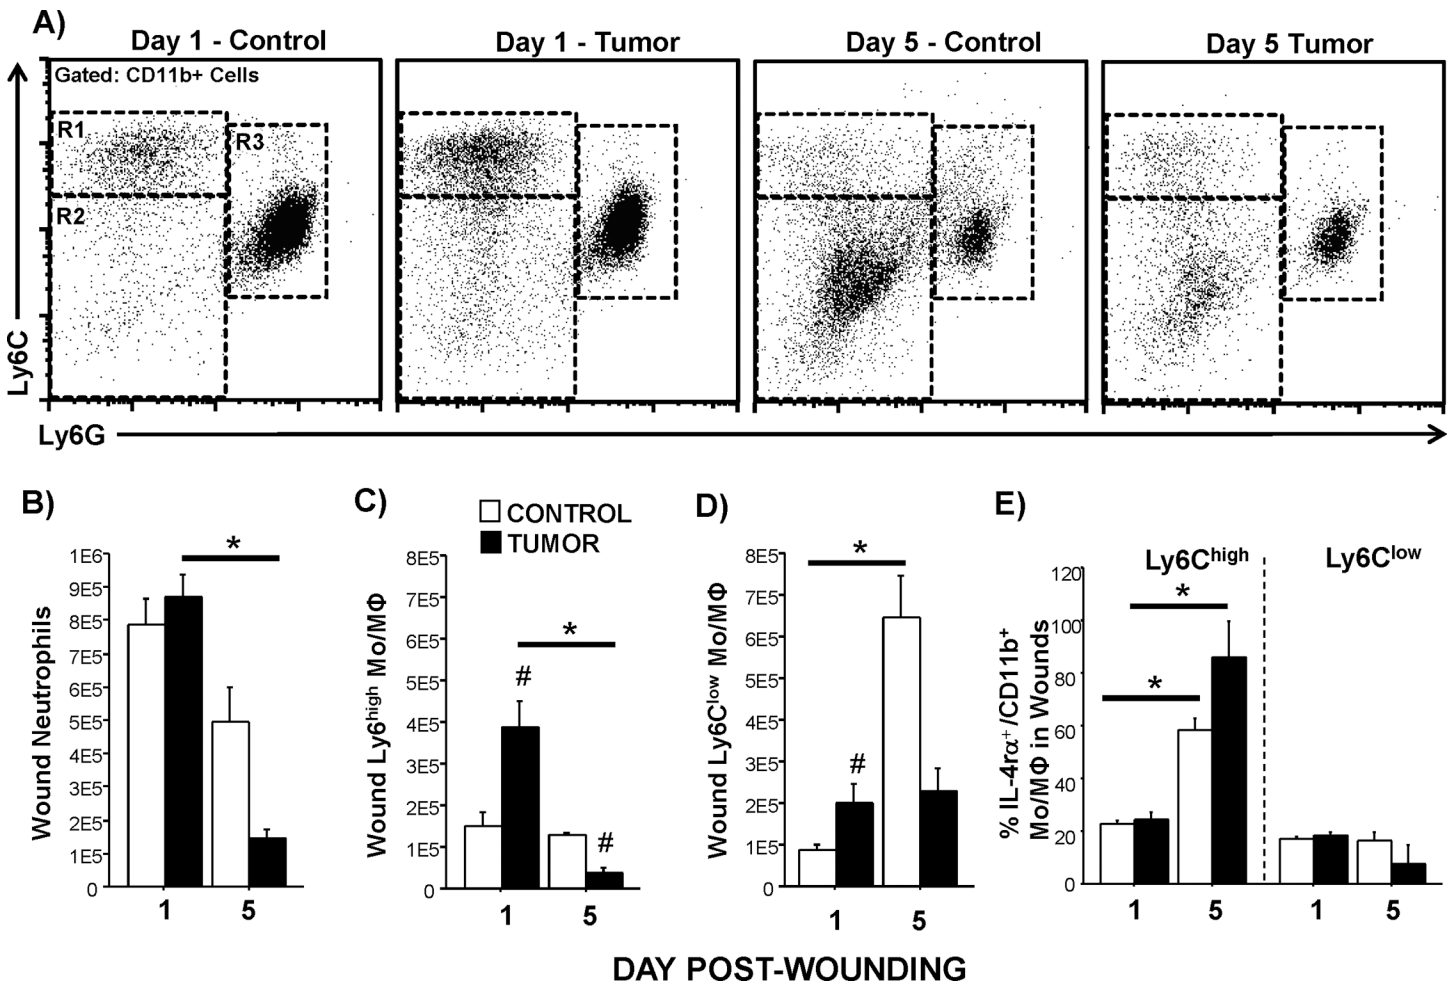 A)
Day 1 - Control
Day 1 - Tumor
Day 5 - Control
Day 5 Tumor
Gated: CD11b+ Cells
R1
R2
R3
Ly6C
Ly6G
B)
Wound Neutrophils
1E6
9E5
8E5
7E5
6E5
5E5
4E5
3E5
2E5
1E5
0
*
1
5
C)
CONTROL
TUMOR
Wound Ly6high Mo/MΦ
8E5
7E5
6E5
5E5
4E5
3E5
2E5
1E5
0
*
#
#
1
5
D)
Wound Ly6Clow Mo/MΦ
8E5
7E5
6E5
5E5
4E5
3E5
2E5
1E5
0
*
#
1
5
E)
Ly6Chigh
Ly6Clow
% IL-4rα+/CD11b+
Mo/MΦ in Wounds
120
100
80
60
40
20
0
*
*
1
5
1
5
DAY POST-WOUNDING